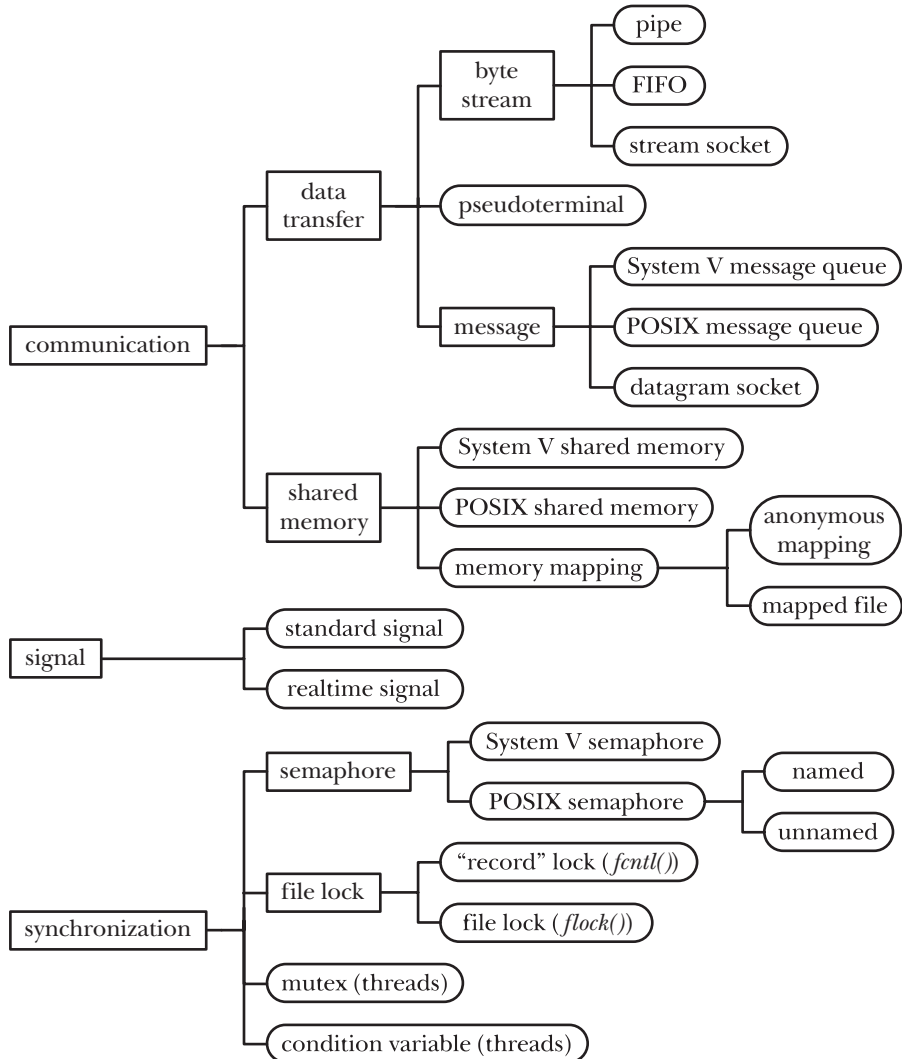 pipe
byte
stream
FIFO
stream socket
data
transfer
pseudoterminal
System V message queue
message
POSIX message queue
communication
datagram socket
System V shared memory
shared
memory
POSIX shared memory
anonymous
mapping
memory mapping
mapped file
standard signal
signal
realtime signal
System V semaphore
semaphore
named
POSIX semaphore
unnamed
“record” lock (fcntl())
file lock
file lock (flock())
synchronization
mutex (threads)
condition variable (threads)